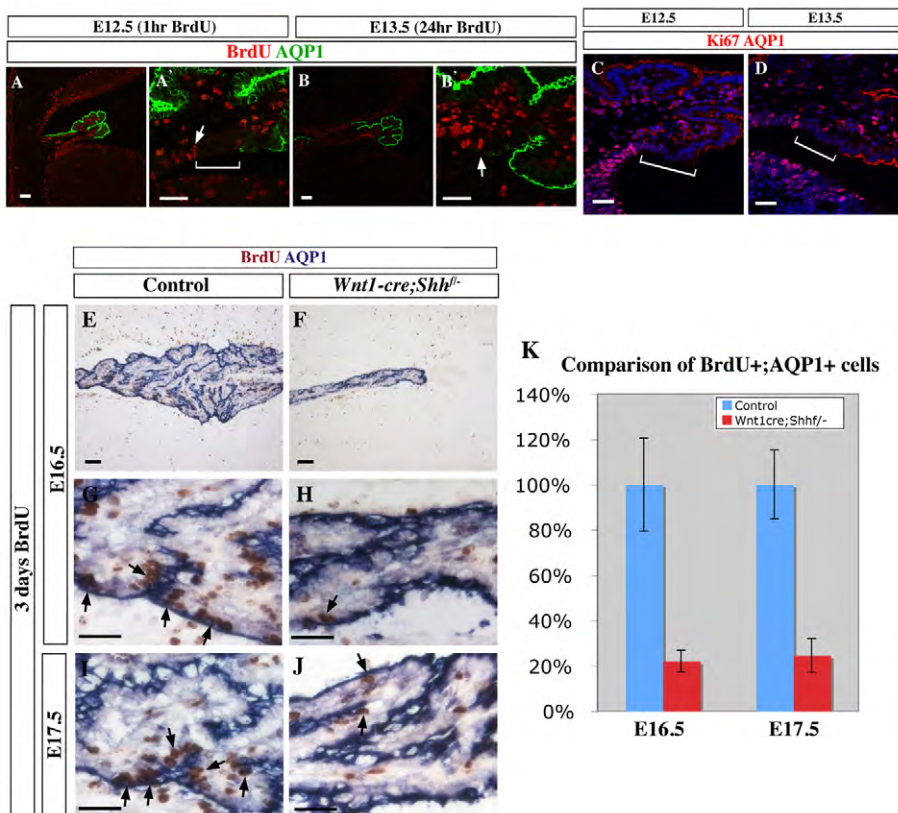 E12.5 (1hr BrdU) E13.5 (24hr BrdU)
BrdU AQP1
A A' B B'
E12.5 E13.5
Ki67 AQP1
C D
BrdU AQP1
Control Wnt1-cre;Shh^f/-
3 days BrdU
E16.5
E17.5
E F
G H
I J
K
Comparison of BrdU+;AQP1+ cells
Control
Wnt1cre;Shhf/-
140%
120%
100%
80%
60%
40%
20%
0%
E16.5 E17.5